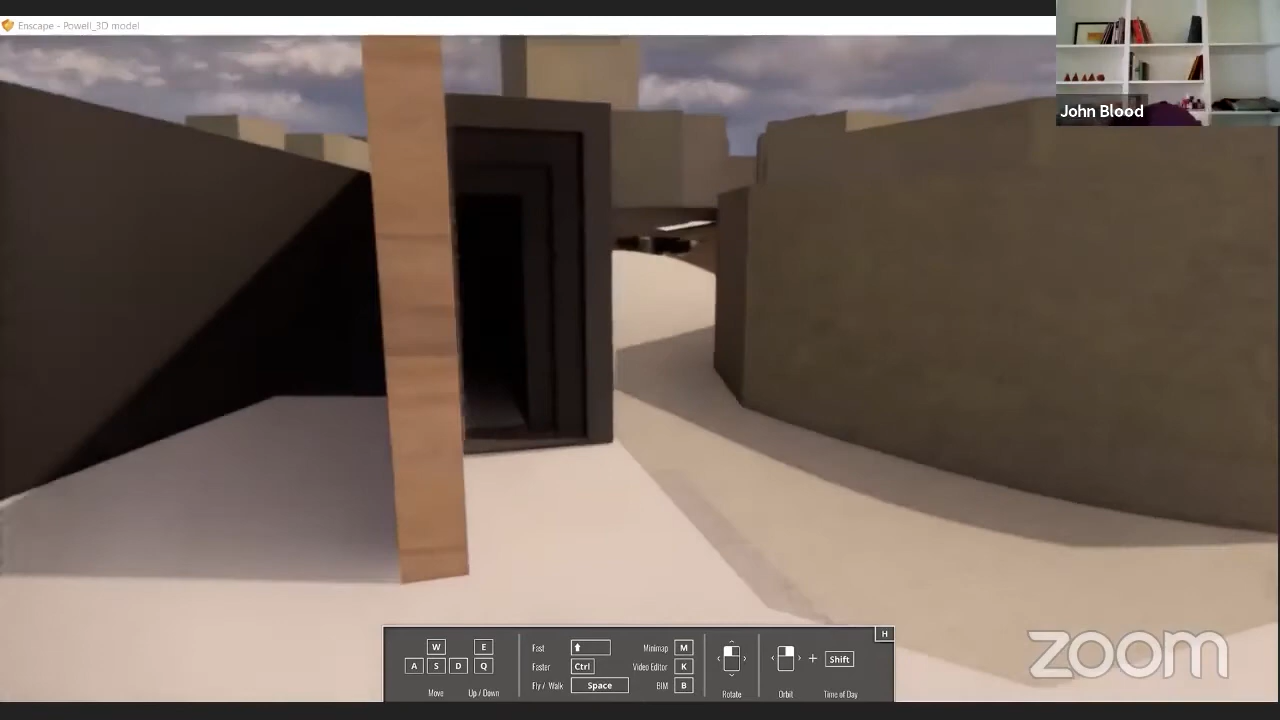 Enscape - Powell_3D model
John Blood
H
W E
A S D Q
Move Up / Down
Fast
Faster Ctrl
Fly / Walk Space
Minimap M
Video Editor K
BIM B
Rotate
+ Shift
Orbit Time of Day
zoom